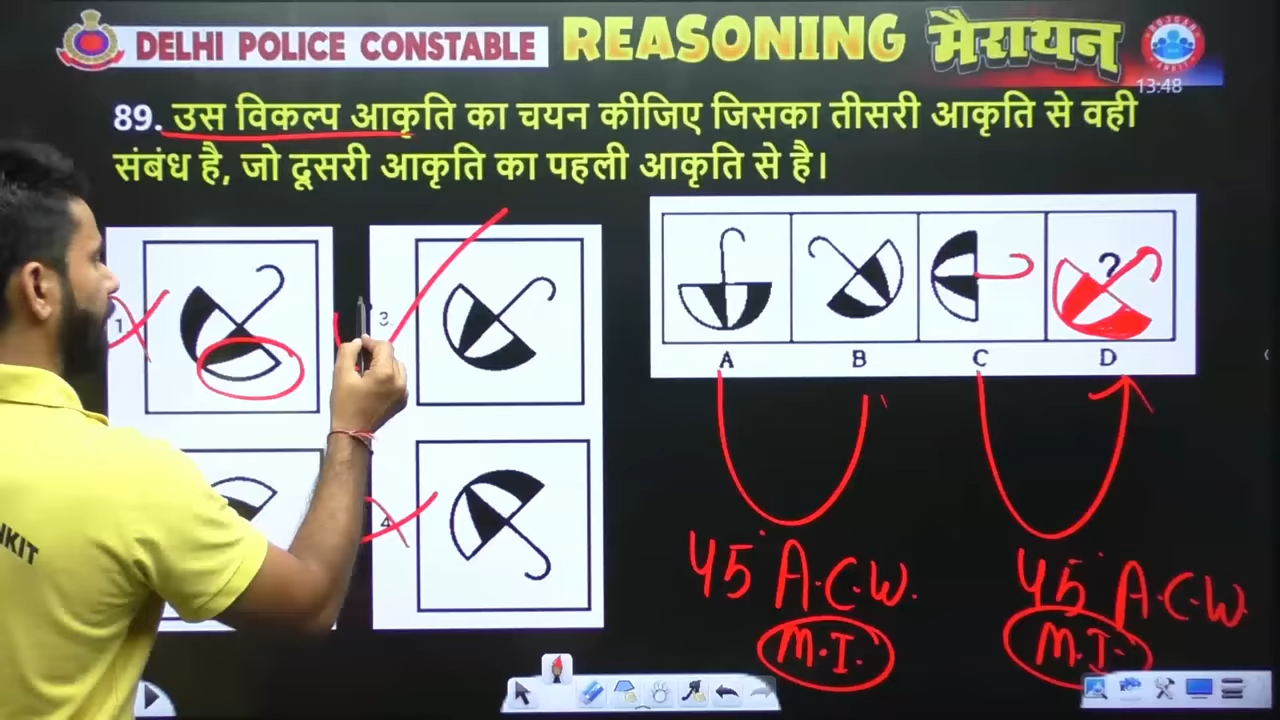 DELHI POLICE CONSTABLE REASONING मैराथन
13:48
89. उस विकल्प आकृति का चयन कीजिए जिसका तीसरी आकृति से वही
संबंध है, जो दूसरी आकृति का पहली आकृति से है।
1.
3.
4.
?
A B C D
45° A.C.W.
M.I.
45° A.C.W.
M.I.
NKIT